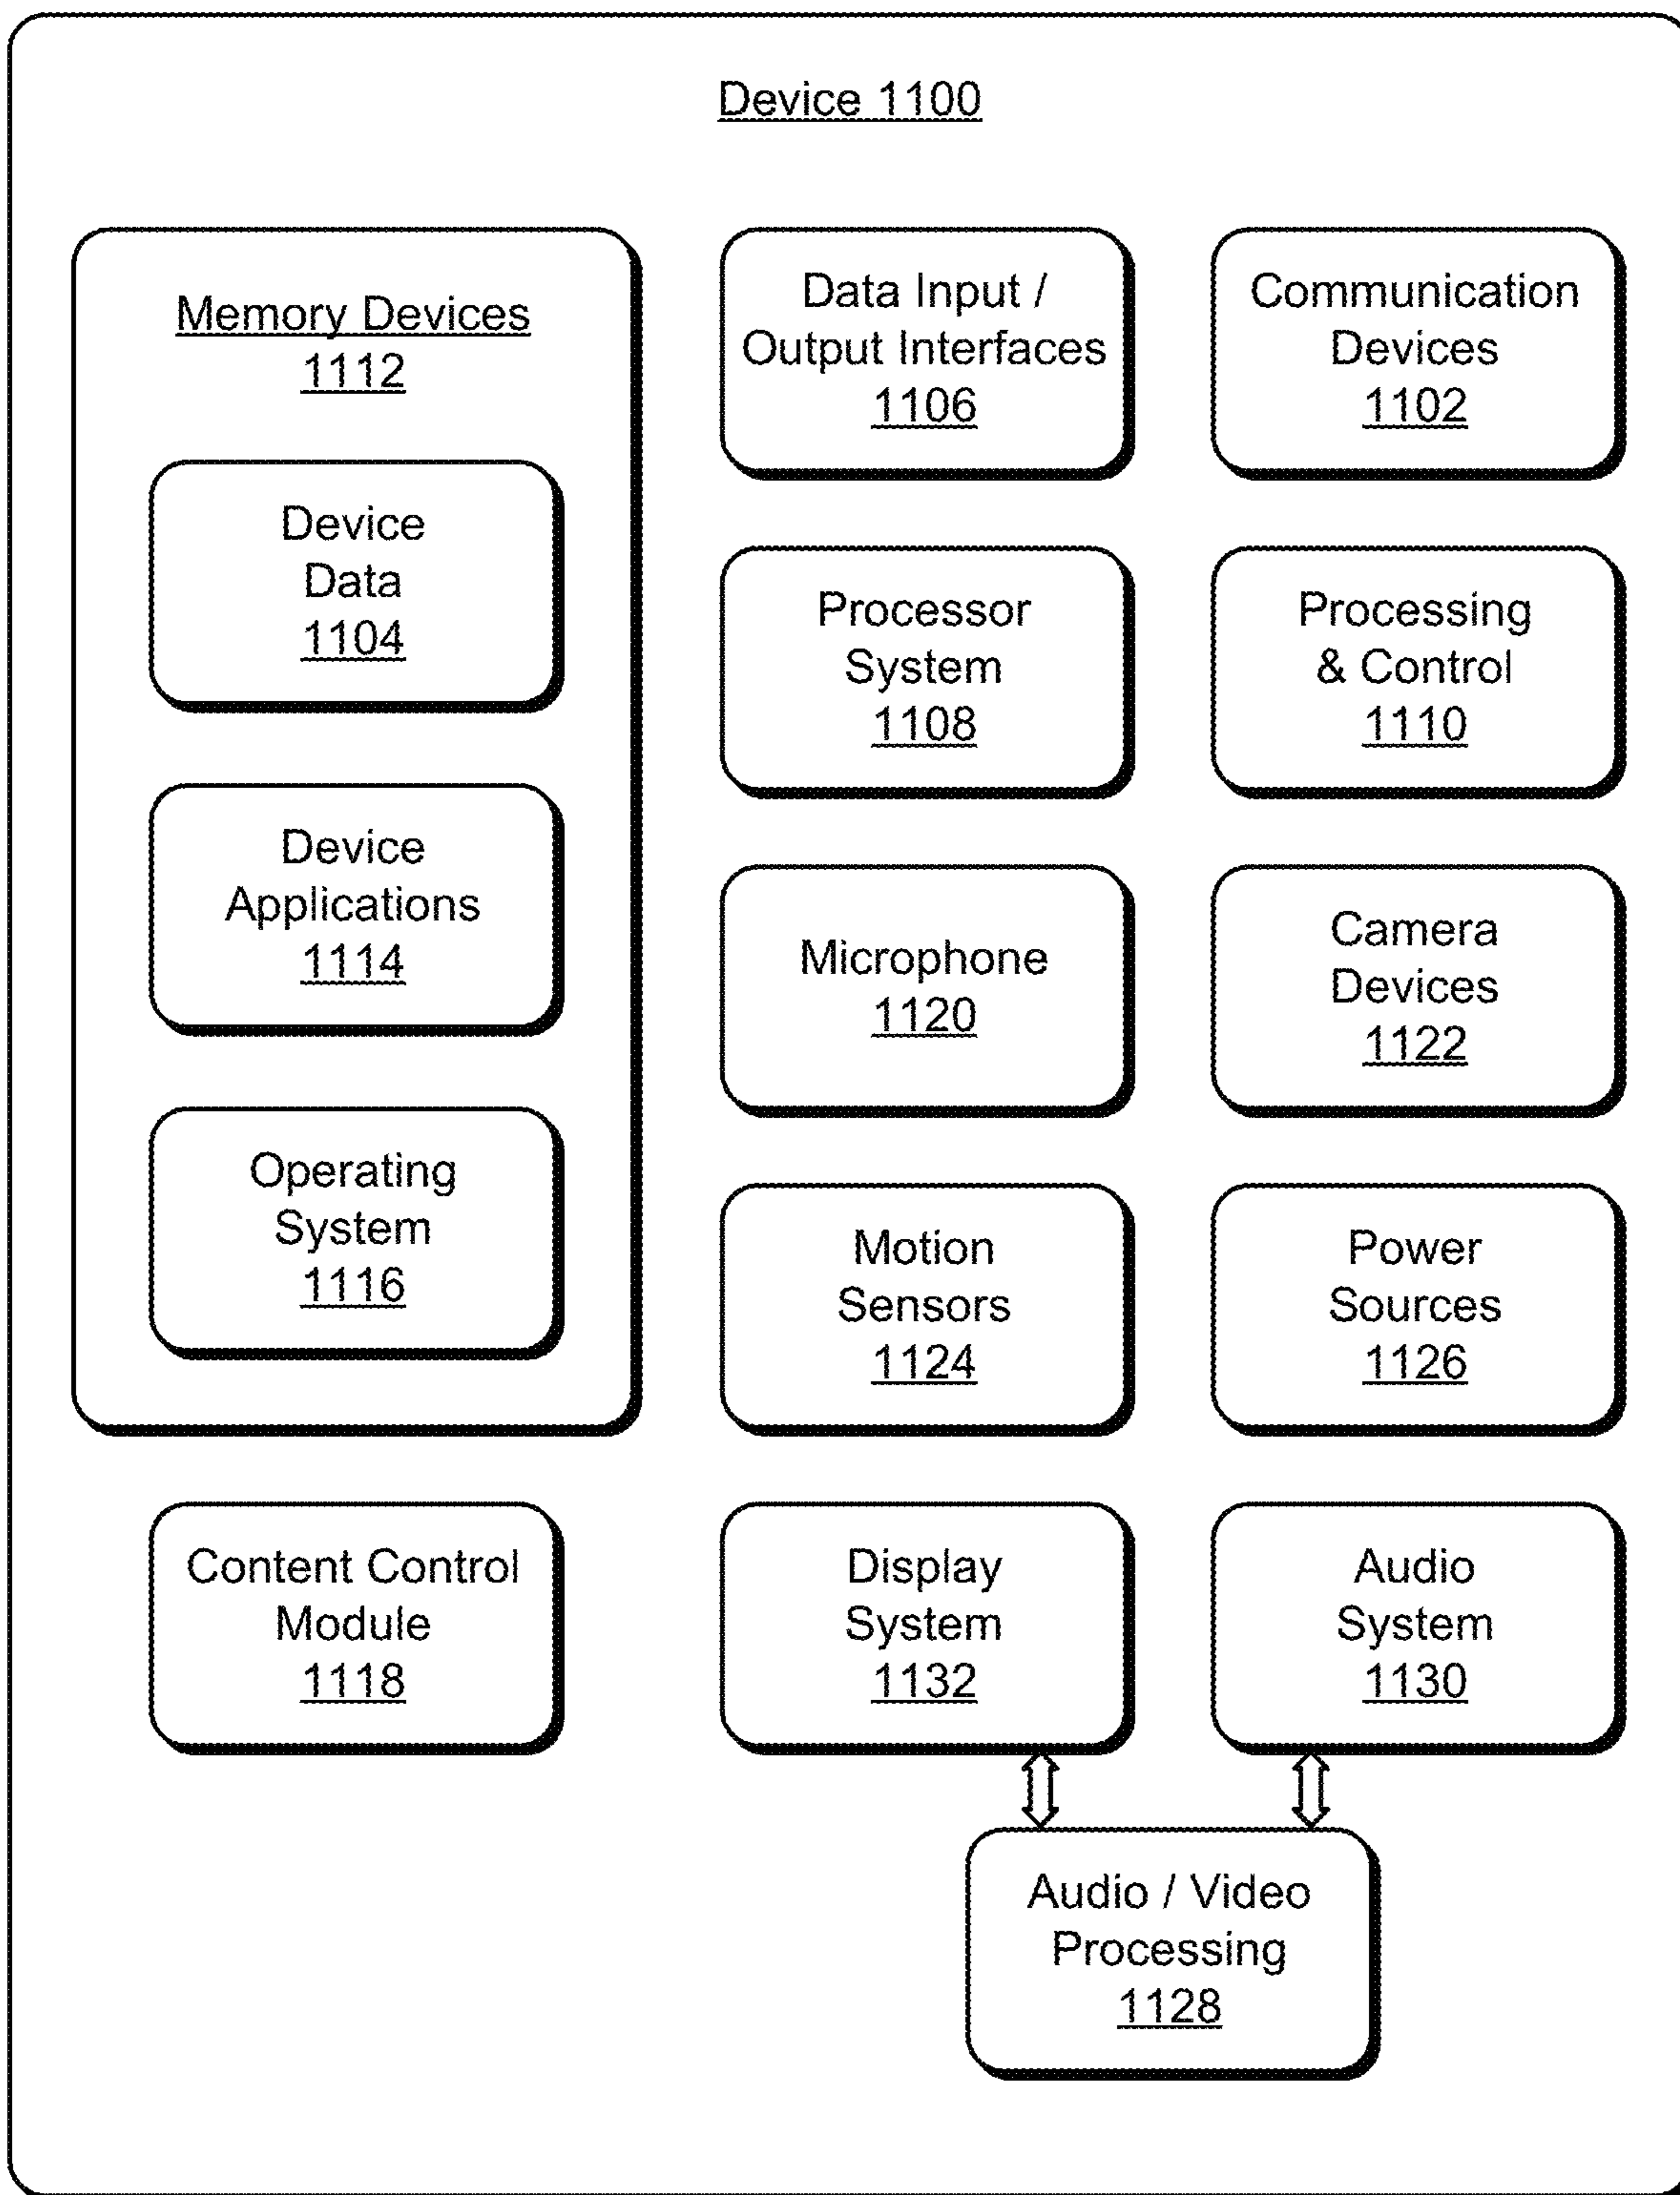 Device 1100
Memory Devices
1112
Device
Data
1104
Device
Applications
1114
Operating
System
1116
Content Control
Module
1118
Data Input /
Output Interfaces
1106
Communication
Devices
1102
Processor
System
1108
Processing
& Control
1110
Microphone
1120
Camera
Devices
1122
Motion
Sensors
1124
Power
Sources
1126
Display
System
1132
Audio
System
1130
Audio / Video
Processing
1128